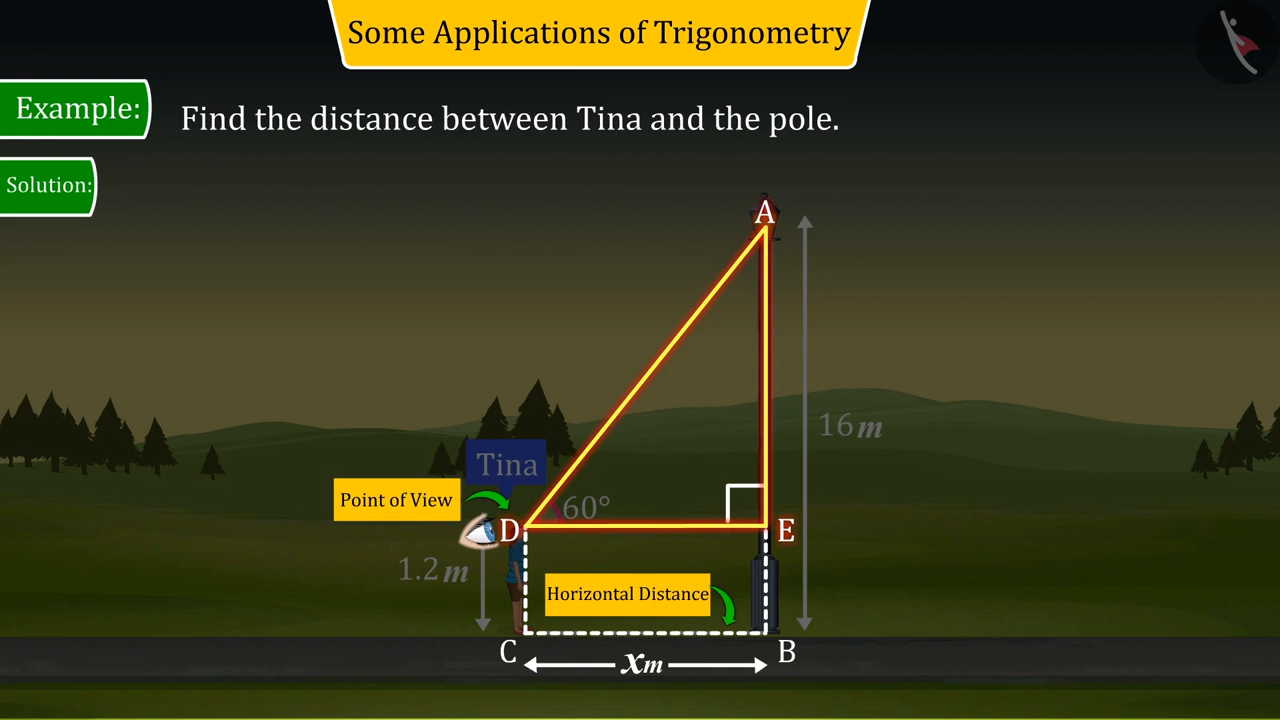 Some Applications of Trigonometry
Example:
Find the distance between Tina and the pole.
Solution:
A
16 m
Tina
Point of View
60°
D
E
1.2 m
Horizontal Distance
C
B
x m